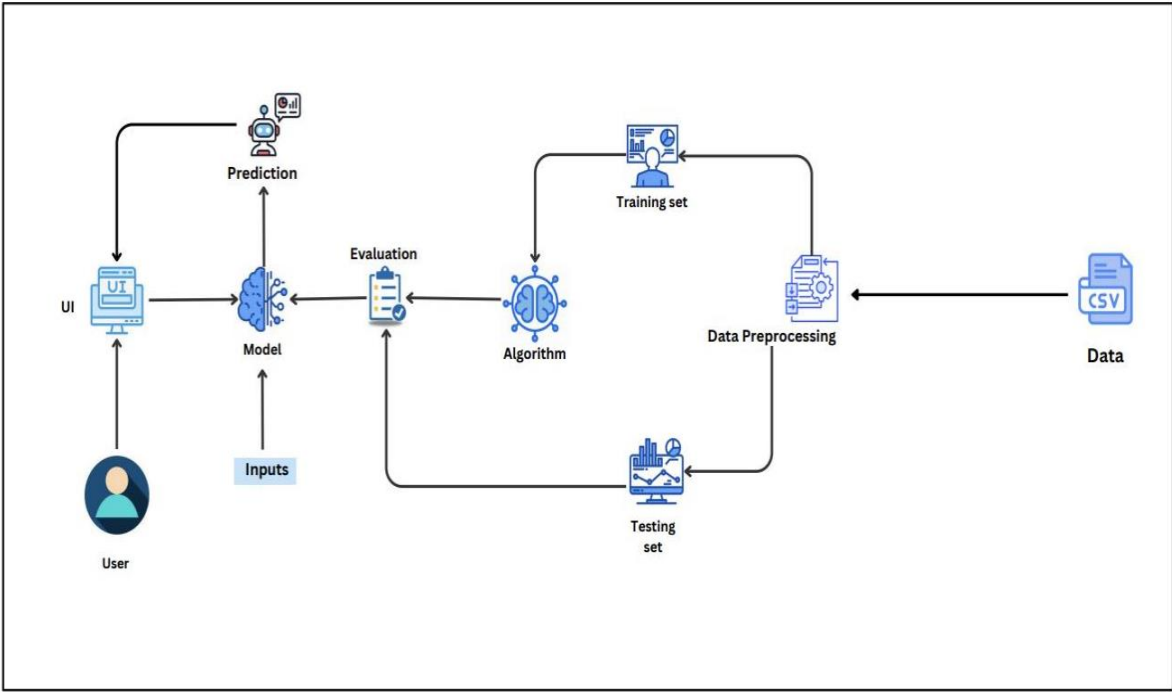 Prediction
Training set
Evaluation
UI
UI
CSV
Model
Algorithm
Data Preprocessing
Data
Inputs
Testing
set
User